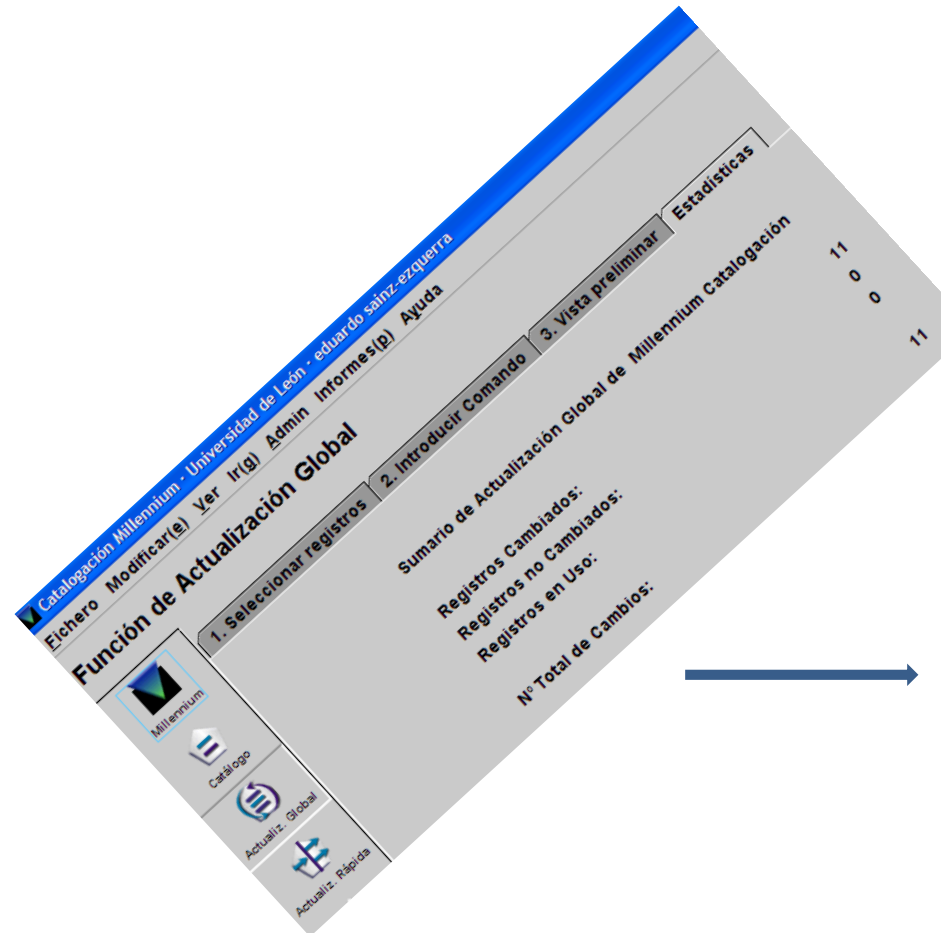 Catalogación Millennium - Universidad de León - eduardo sainz-ezquerra
Fichero Modificar(e) Ver Ir(g) Admin Informes(p) Ayuda
Función de Actualización Global
1. Seleccionar registros 2. Introducir Comando 3. Vista preliminar Estadísticas
Millennium
Catálogo
Actualiz. Global
Actualiz. Rápida
Sumario de Actualización Global de Millennium Catalogación
Registros Cambiados: 11
Registros no Cambiados: 0
Registros en Uso: 0
Nº Total de Cambios: 11